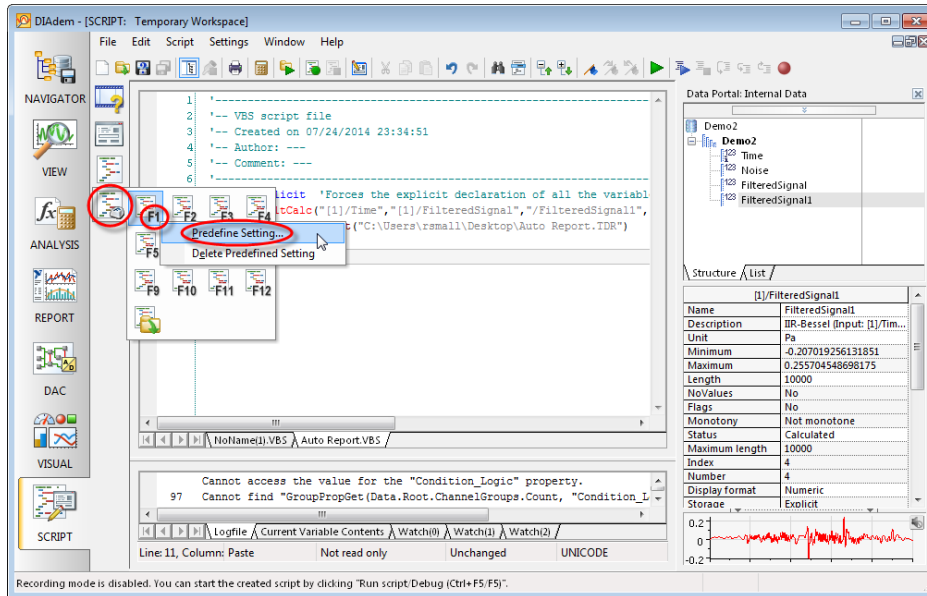 DIAdem - [SCRIPT: Temporary Workspace]
File Edit Script Settings Window Help
NAVIGATOR
VIEW
ANALYSIS
REPORT
DAC
VISUAL
SCRIPT
1 '-------------------------------------------------------------------
2 '-- VBS script file
3 '-- Created on 07/24/2014 23:34:51
4 '-- Author: ---
5 '-- Comment: ---
6 '-------------------------------------------------------------------
licit 'Forces the explicit declaration of all the variabl
tCalc("[1]/Time","[1]/FilteredSignal","/FilteredSignal1",
t("C:\Users\rsmall\Desktop\Auto Report.TDR")
F1 F2 F3 F4
Predefine Setting...
F5
Delete Predefined Setting
F9 F10 F11 F12
NoName(1).VBS Auto Report.VBS
Cannot access the value for the "Condition_Logic" property.
97 Cannot find "GroupPropGet(Data.Root.ChannelGroups.Count, "Condition_L
Logfile Current Variable Contents Watch(0) Watch(1) Watch(2)
Line: 11, Column: Paste Not read only Unchanged UNICODE
Data Portal: Internal Data
Demo2
Demo2
123 Time
123 Noise
123 FilteredSignal
123 FilteredSignal1
Structure List
[1]/FilteredSignal1
Name FilteredSignal1
Description IIR-Bessel (Input: [1]/Tim...
Unit Pa
Minimum -0.207019256131851
Maximum 0.255704548698175
Length 10000
NoValues No
Flags No
Monotony Not monotone
Status Calculated
Maximum length 10000
Index 4
Number 4
Display format Numeric
Storage Explicit
0.2
0
-0.2
Recording mode is disabled. You can start the created script by clicking "Run script/Debug (Ctrl+F5/F5)".